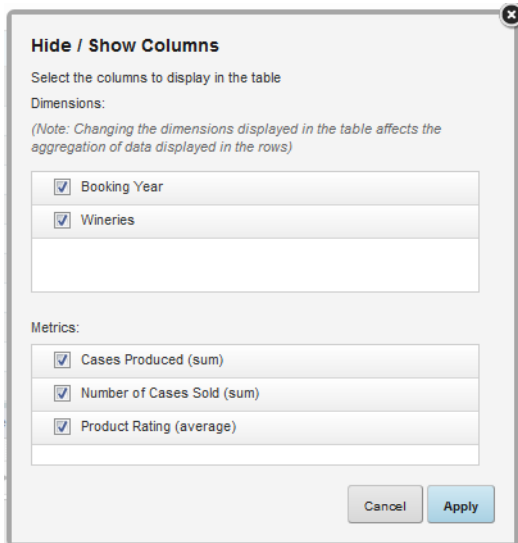 Hide / Show Columns
Select the columns to display in the table
Dimensions:
(Note: Changing the dimensions displayed in the table affects the
aggregation of data displayed in the rows)
Booking Year
Wineries
Metrics:
Cases Produced (sum)
Number of Cases Sold (sum)
Product Rating (average)
Cancel
Apply